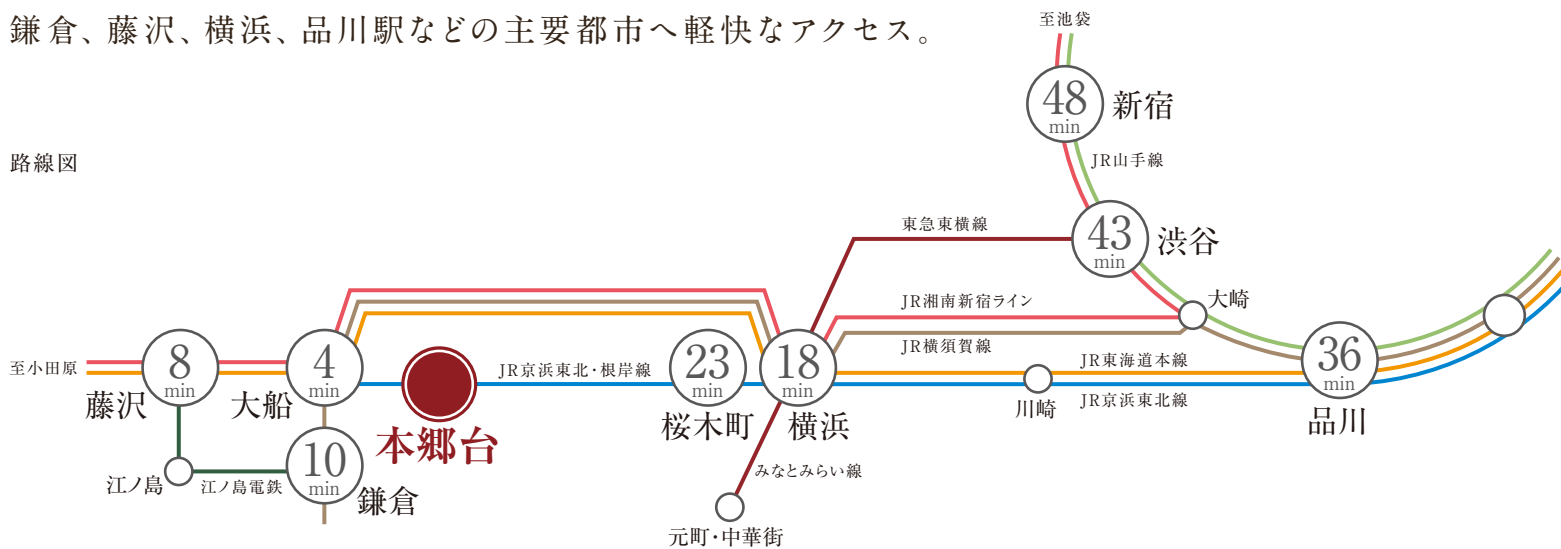 鎌倉、藤沢、横浜、品川駅などの主要都市へ軽快なアクセス。
路線図
至池袋
48
min
新宿
JR山手線
43
min
渋谷
東急東横線
大崎
JR湘南新宿ライン
JR横須賀線
至小田原
8
min
藤沢
4
min
大船
本郷台
JR京浜東北・根岸線
23
min
桜木町
18
min
横浜
JR東海道本線
川崎
JR京浜東北線
36
min
品川
江ノ島
江ノ島電鉄
10
min
鎌倉
みなとみらい線
元町・中華街